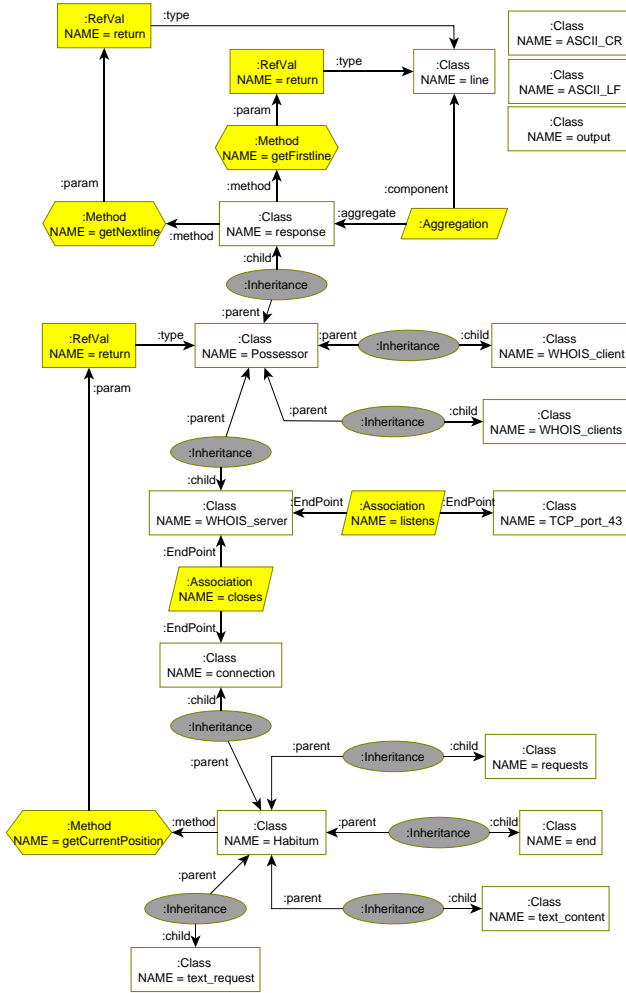 :RefVal
NAME = return
:type
:Class
NAME = ASCII_CR
:RefVal
NAME = return
:type
:Class
NAME = line
:Class
NAME = ASCII_LF
:param
:Class
NAME = output
:Method
NAME = getFirstline
:param
:method
:component
:Method
NAME = getNextline
:method
:Class
NAME = response
:aggregate
:Aggregation
:child
:Inheritance
:parent
:RefVal
NAME = return
:type
:Class
NAME = Possessor
:parent
:Inheritance
:child
:Class
NAME = WHOIS_client
:param
:parent
:parent
:Inheritance
:child
:Class
NAME = WHOIS_clients
:Inheritance
:child
:Class
NAME = WHOIS_server
:EndPoint
:Association
NAME = listens
:EndPoint
:Class
NAME = TCP_port_43
:EndPoint
:Association
NAME = closes
:EndPoint
:Class
NAME = connection
:child
:Inheritance
:parent
:parent
:Inheritance
:child
:Class
NAME = requests
:Method
NAME = getCurrentPosition
:method
:Class
NAME = Habitum
:parent
:Inheritance
:child
:Class
NAME = end
:parent
:Inheritance
:child
:parent
:Inheritance
:child
:Class
NAME = text_content
:Class
NAME = text_request